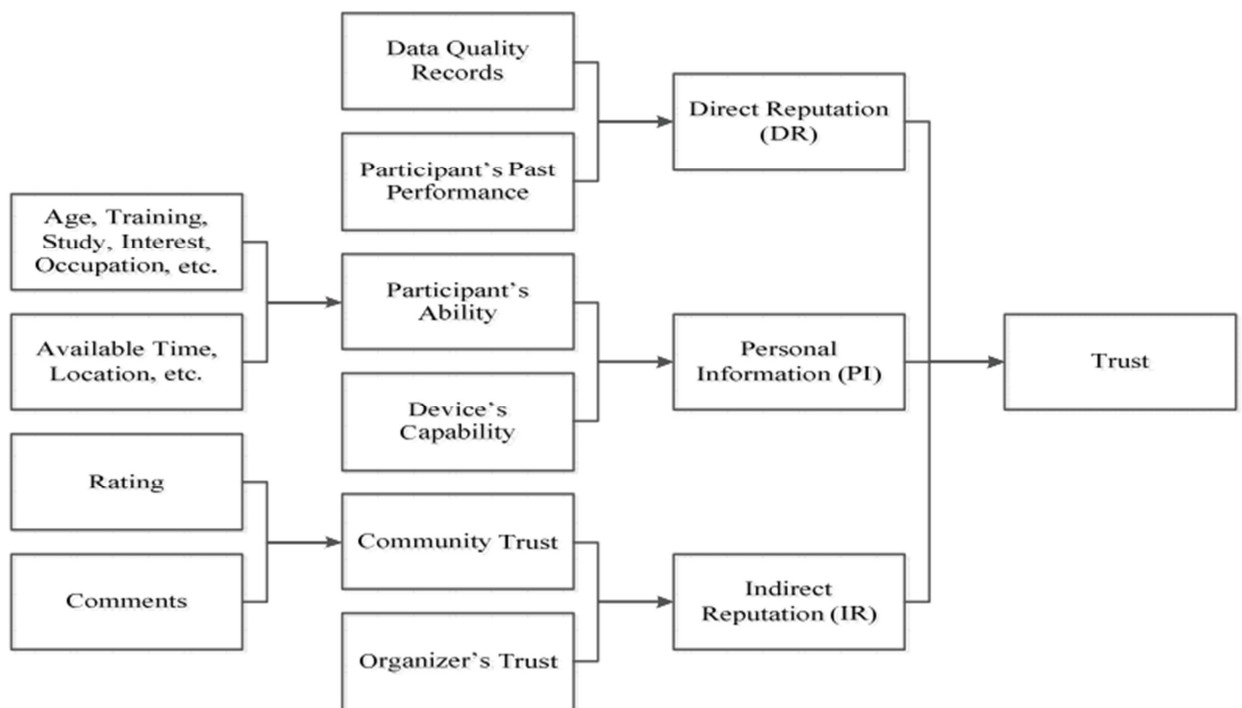 Data Quality
Records
Direct Reputation
(DR)
Participant's Past
Performance
Age, Training,
Study, Interest,
Occupation, etc.
Participant's
Ability
Available Time,
Location, etc.
Personal
Information (PI)
Trust
Device's
Capability
Rating
Community Trust
Comments
Indirect
Reputation (IR)
Organizer's Trust